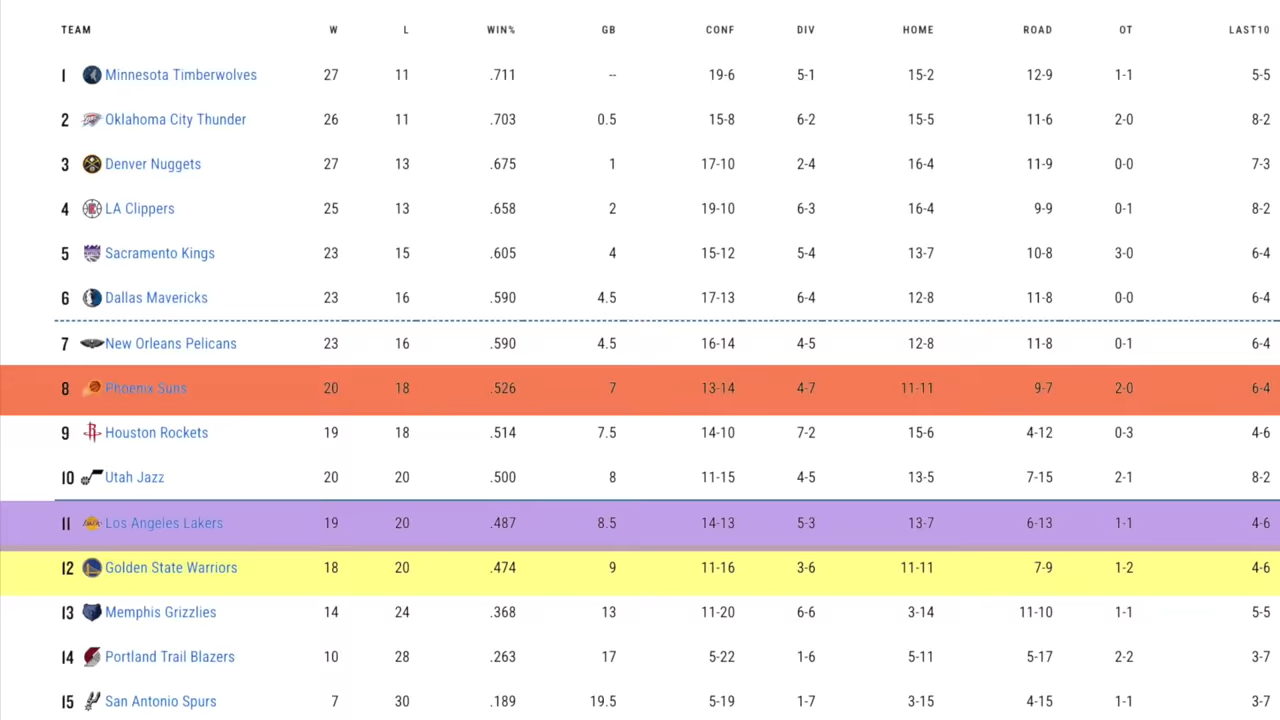 TEAM W L WIN% GB CONF DIV HOME ROAD OT LAST10
1 Minnesota Timberwolves 27 11 .711 -- 19-6 5-1 15-2 12-9 1-1 5-5
2 Oklahoma City Thunder 26 11 .703 0.5 15-8 6-2 15-5 11-6 2-0 8-2
3 Denver Nuggets 27 13 .675 1 17-10 2-4 16-4 11-9 0-0 7-3
4 LA Clippers 25 13 .658 2 19-10 6-3 16-4 9-9 0-1 8-2
5 Sacramento Kings 23 15 .605 4 15-12 5-4 13-7 10-8 3-0 6-4
6 Dallas Mavericks 23 16 .590 4.5 17-13 6-4 12-8 11-8 0-0 6-4
7 New Orleans Pelicans 23 16 .590 4.5 16-14 4-5 12-8 11-8 0-1 6-4
8 Phoenix Suns 20 18 .526 7 13-14 4-7 11-11 9-7 2-0 6-4
9 Houston Rockets 19 18 .514 7.5 14-10 7-2 15-6 4-12 0-3 4-6
10 Utah Jazz 20 20 .500 8 11-15 4-5 13-5 7-15 2-1 8-2
11 Los Angeles Lakers 19 20 .487 8.5 14-13 5-3 13-7 6-13 1-1 4-6
12 Golden State Warriors 18 20 .474 9 11-16 3-6 11-11 7-9 1-2 4-6
13 Memphis Grizzlies 14 24 .368 13 11-20 6-6 3-14 11-10 1-1 5-5
14 Portland Trail Blazers 10 28 .263 17 5-22 1-6 5-11 5-17 2-2 3-7
15 San Antonio Spurs 7 30 .189 19.5 5-19 1-7 3-15 4-15 1-1 3-7